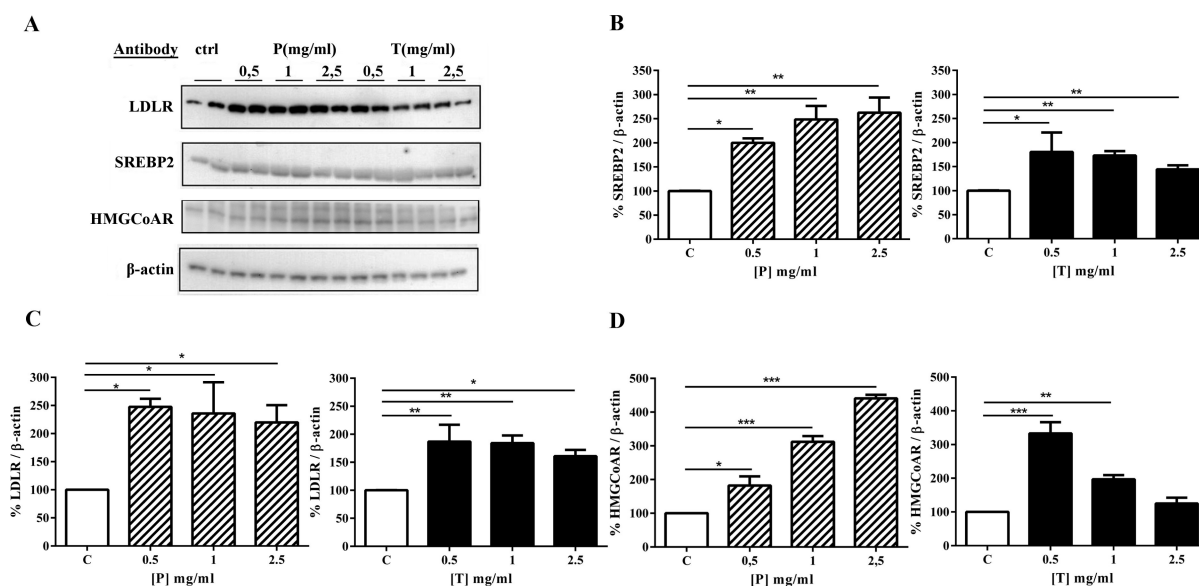 A
Antibody ctrl P(mg/ml) T(mg/ml)
0,5 1 2,5 0,5 1 2,5
LDLR
SREBP2
HMGCoAR
β-actin
B
% SREBP2 / β-actin
350
300
250
200
150
100
50
0
* ** **
C 0.5 1 2.5
[P] mg/ml
% SREBP2 / β-actin
350
300
250
200
150
100
50
0
* ** **
C 0.5 1 2.5
[T] mg/ml
C
% LDLR / β-actin
300
250
200
150
100
50
0
* * *
C 0.5 1 2.5
[P] mg/ml
% LDLR / β-actin
300
250
200
150
100
50
0
** ** *
C 0.5 1 2.5
[T] mg/ml
D
% HMGCoAR / β-actin
500
400
300
200
100
0
* *** ***
C 0,5 1 2.5
[P] mg/ml
% HMGCoAR / β-actin
500
400
300
200
100
0
*** **
C 0.5 1 2.5
[T] mg/ml